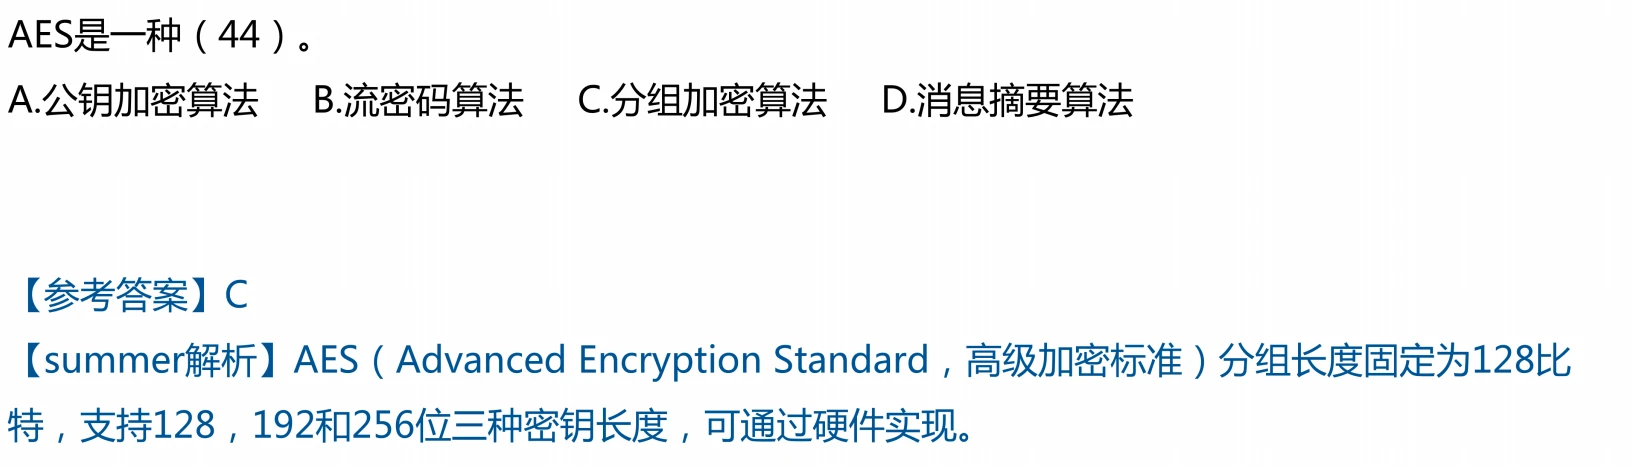 AES是一种（44）。
A.公钥加密算法 B.流密码算法 C.分组加密算法 D.消息摘要算法
【参考答案】C
【summer解析】AES（Advanced Encryption Standard，高级加密标准）分组长度固定为128比
特，支持128，192和256位三种密钥长度，可通过硬件实现。